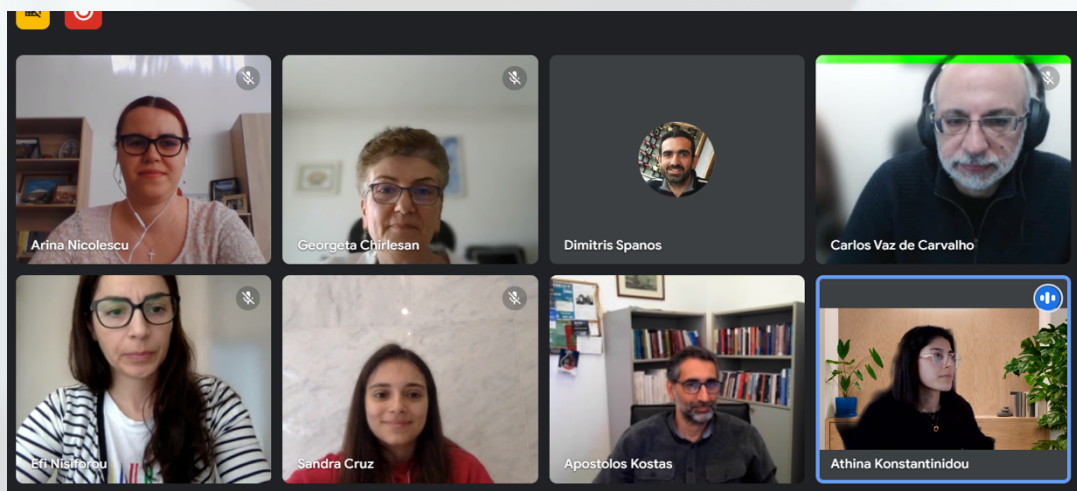 Arina Nicolescu
Georgeta Chirlesan
Dimitris Spanos
Carlos Vaz de Carvalho
Efi Nisiforou
Sandra Cruz
Apostolos Kostas
Athina Konstantinidou